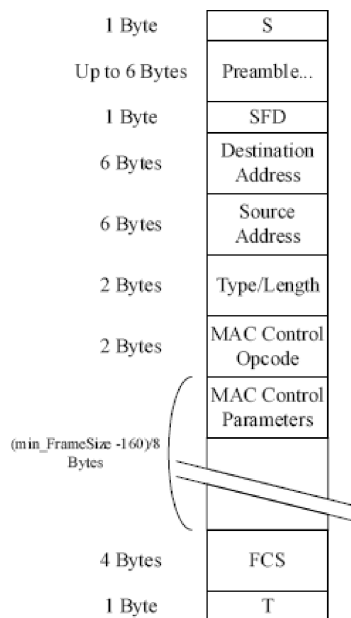 1 Byte S
Up to 6 Bytes Preamble...
1 Byte SFD
6 Bytes Destination
Address
6 Bytes Source
Address
2 Bytes Type/Length
2 Bytes MAC Control
Opcode
MAC Control
Parameters
(min_FrameSize -160)/8
Bytes
4 Bytes FCS
1 Byte T